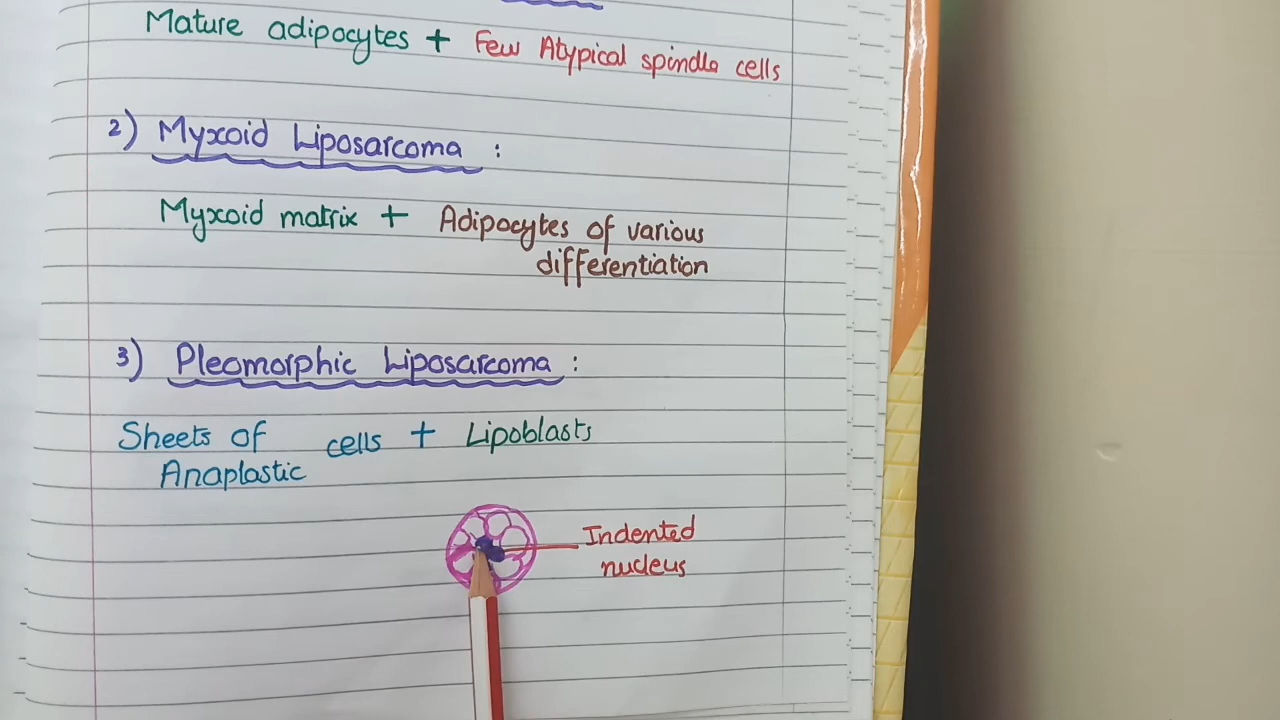 Mature adipocytes + Few Atypical spindle cells
2) Myxoid Liposarcoma :
Myxoid matrix + Adipocytes of various
differentiation
3) Pleomorphic Liposarcoma :
Sheets of cells + Lipoblasts
Anaplastic
Indented
nucleus